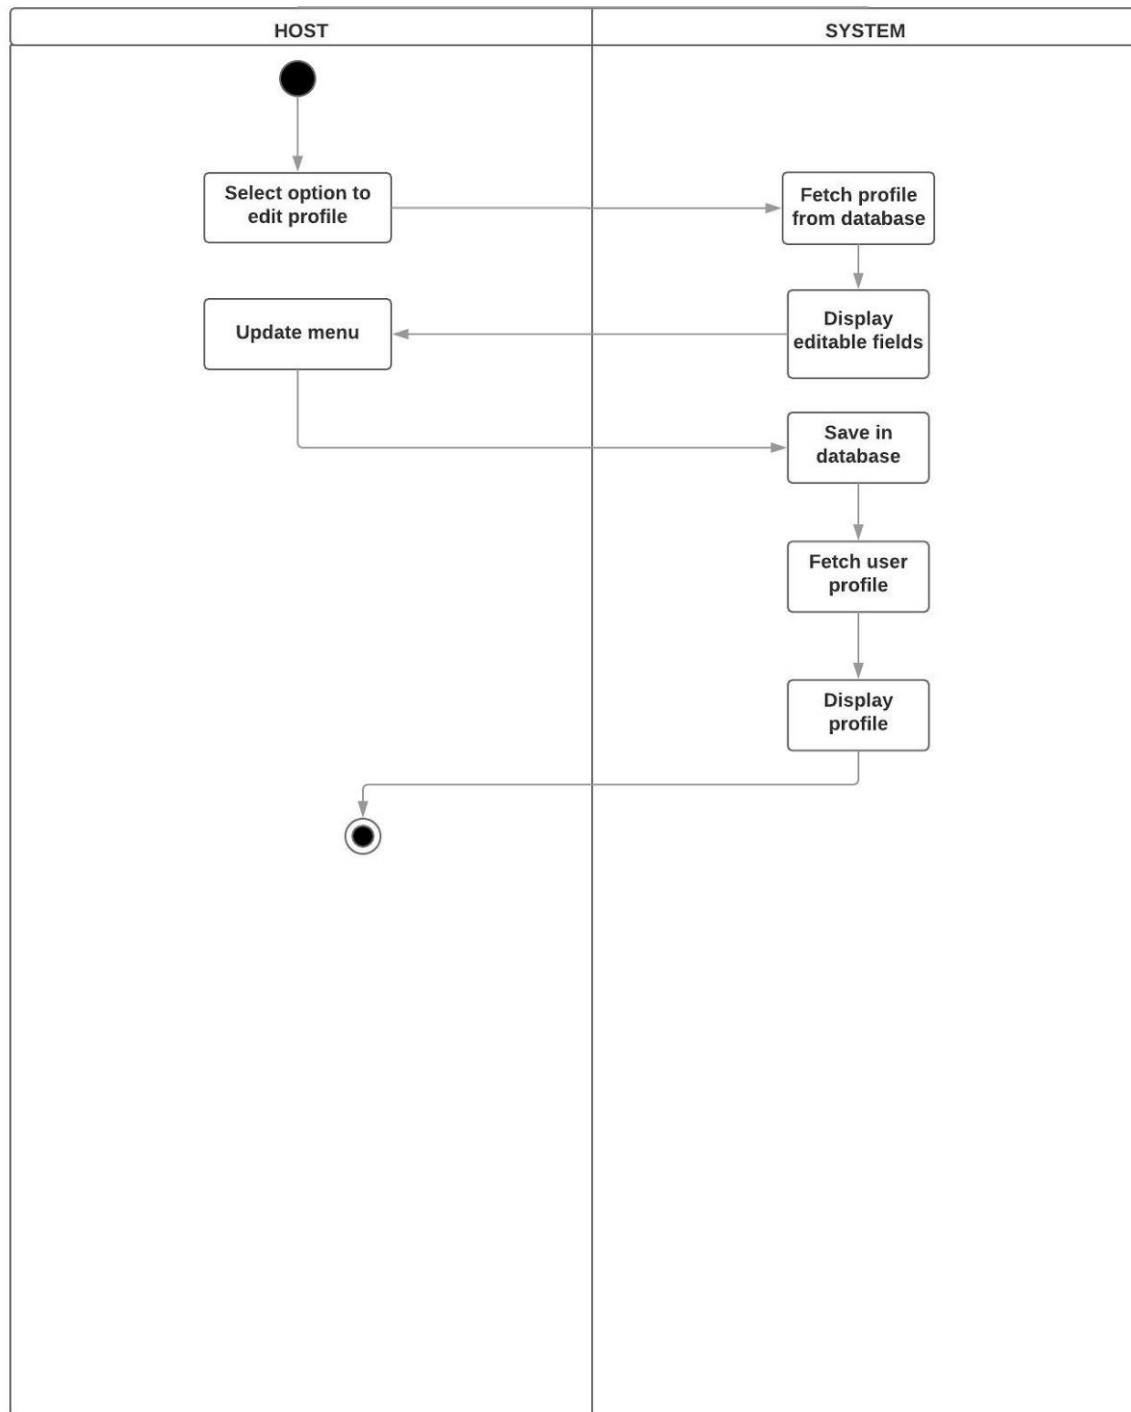 HOST
SYSTEM
Select option to
edit profile
Fetch profile
from database
Update menu
Display
editable fields
Save in
database
Fetch user
profile
Display
profile